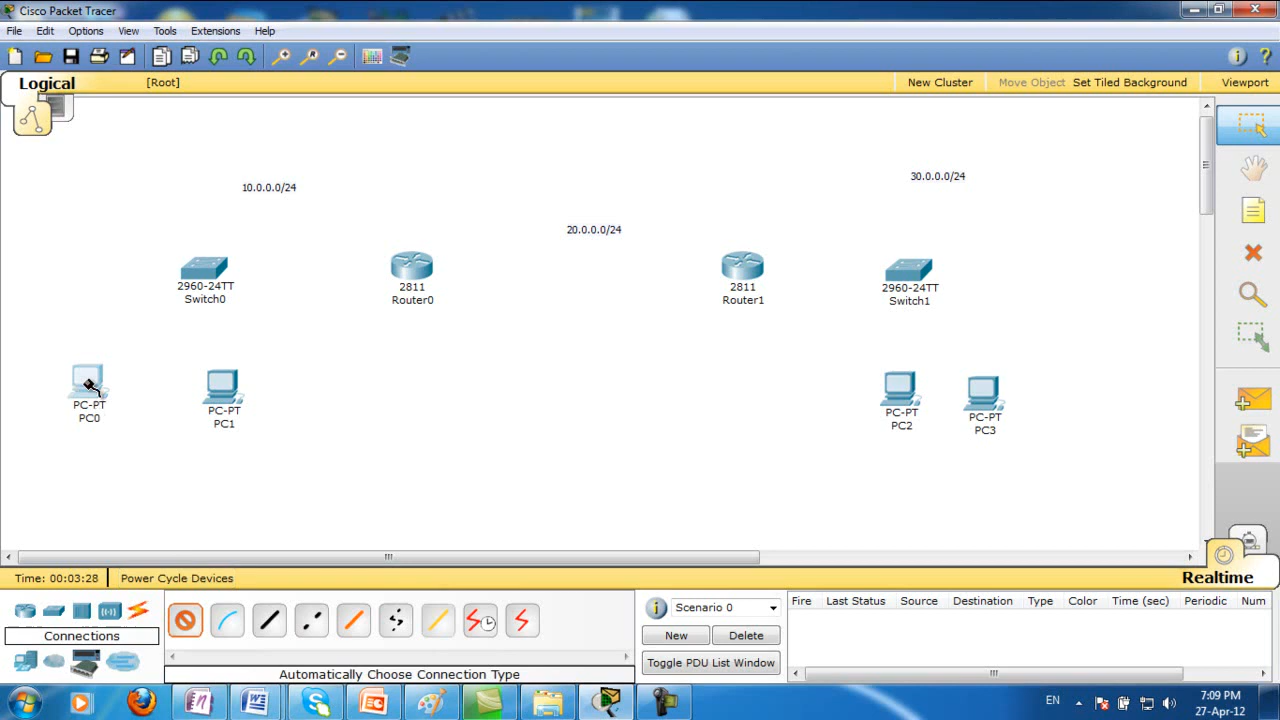 Cisco Packet Tracer
File Edit Options View Tools Extensions Help
Logical [Root] New Cluster Move Object Set Tiled Background Viewport
30.0.0.0/24
10.0.0.0/24
20.0.0.0/24
2960-24TT
Switch0
2811
Router0
2811
Router1
2960-24TT
Switch1
PC-PT
PC0
PC-PT
PC1
PC-PT
PC2
PC-PT
PC3
Time: 00:03:28 Power Cycle Devices
Realtime
Connections
Automatically Choose Connection Type
Scenario 0
New Delete
Toggle PDU List Window
Fire Last Status Source Destination Type Color Time (sec) Periodic Num
EN
7:09 PM
27-Apr-12